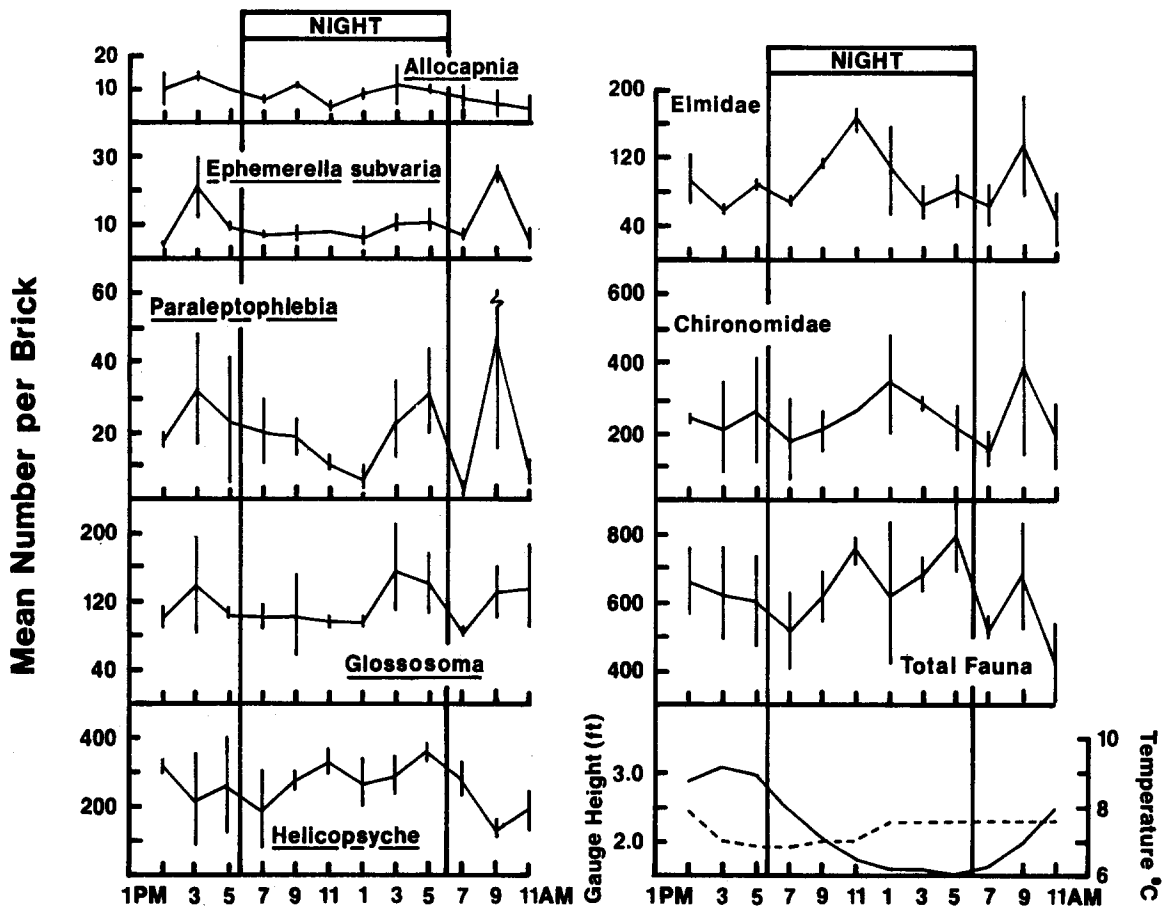 Mean Number per Brick
NIGHT
20
10
Allocapnia
30
10
Ephemerella subvaria
60
40
20
Paraleptophlebia
200
120
40
Glossosoma
400
200
Helicopsyche
1PM 3 5 7 9 11 1 3 5 7 9 11AM
NIGHT
200
120
40
Elmidae
600
400
200
Chironomidae
800
600
400
Total Fauna
Gauge Height (ft)
3.0
2.0
10
8
6
Temperature °C
1PM 3 5 7 9 11 1 3 5 7 9 11AM